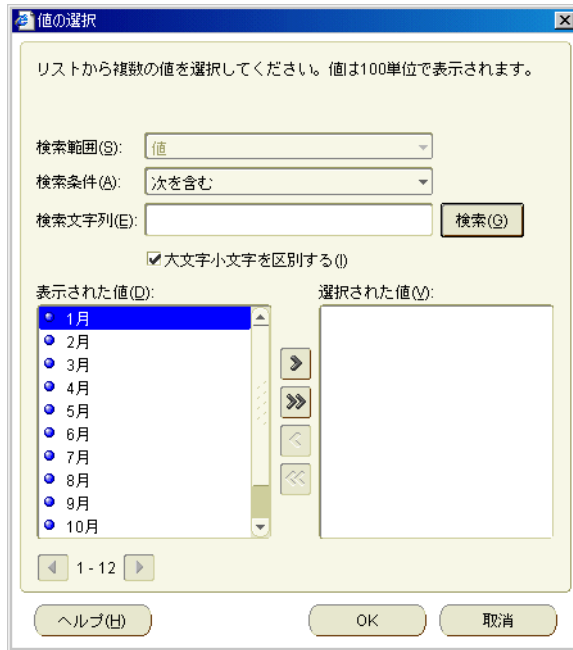 値の選択
リストから複数の値を選択してください。値は100単位で表示されます。
検索範囲(S): 値
検索条件(A): 次を含む
検索文字列(E): 検索(G)
大文字小文字を区別する(I)
表示された値(D): 選択された値(V):
1月
2月
3月
4月
5月
6月
7月
8月
9月
10月
1 - 12
ヘルプ(H) OK 取消